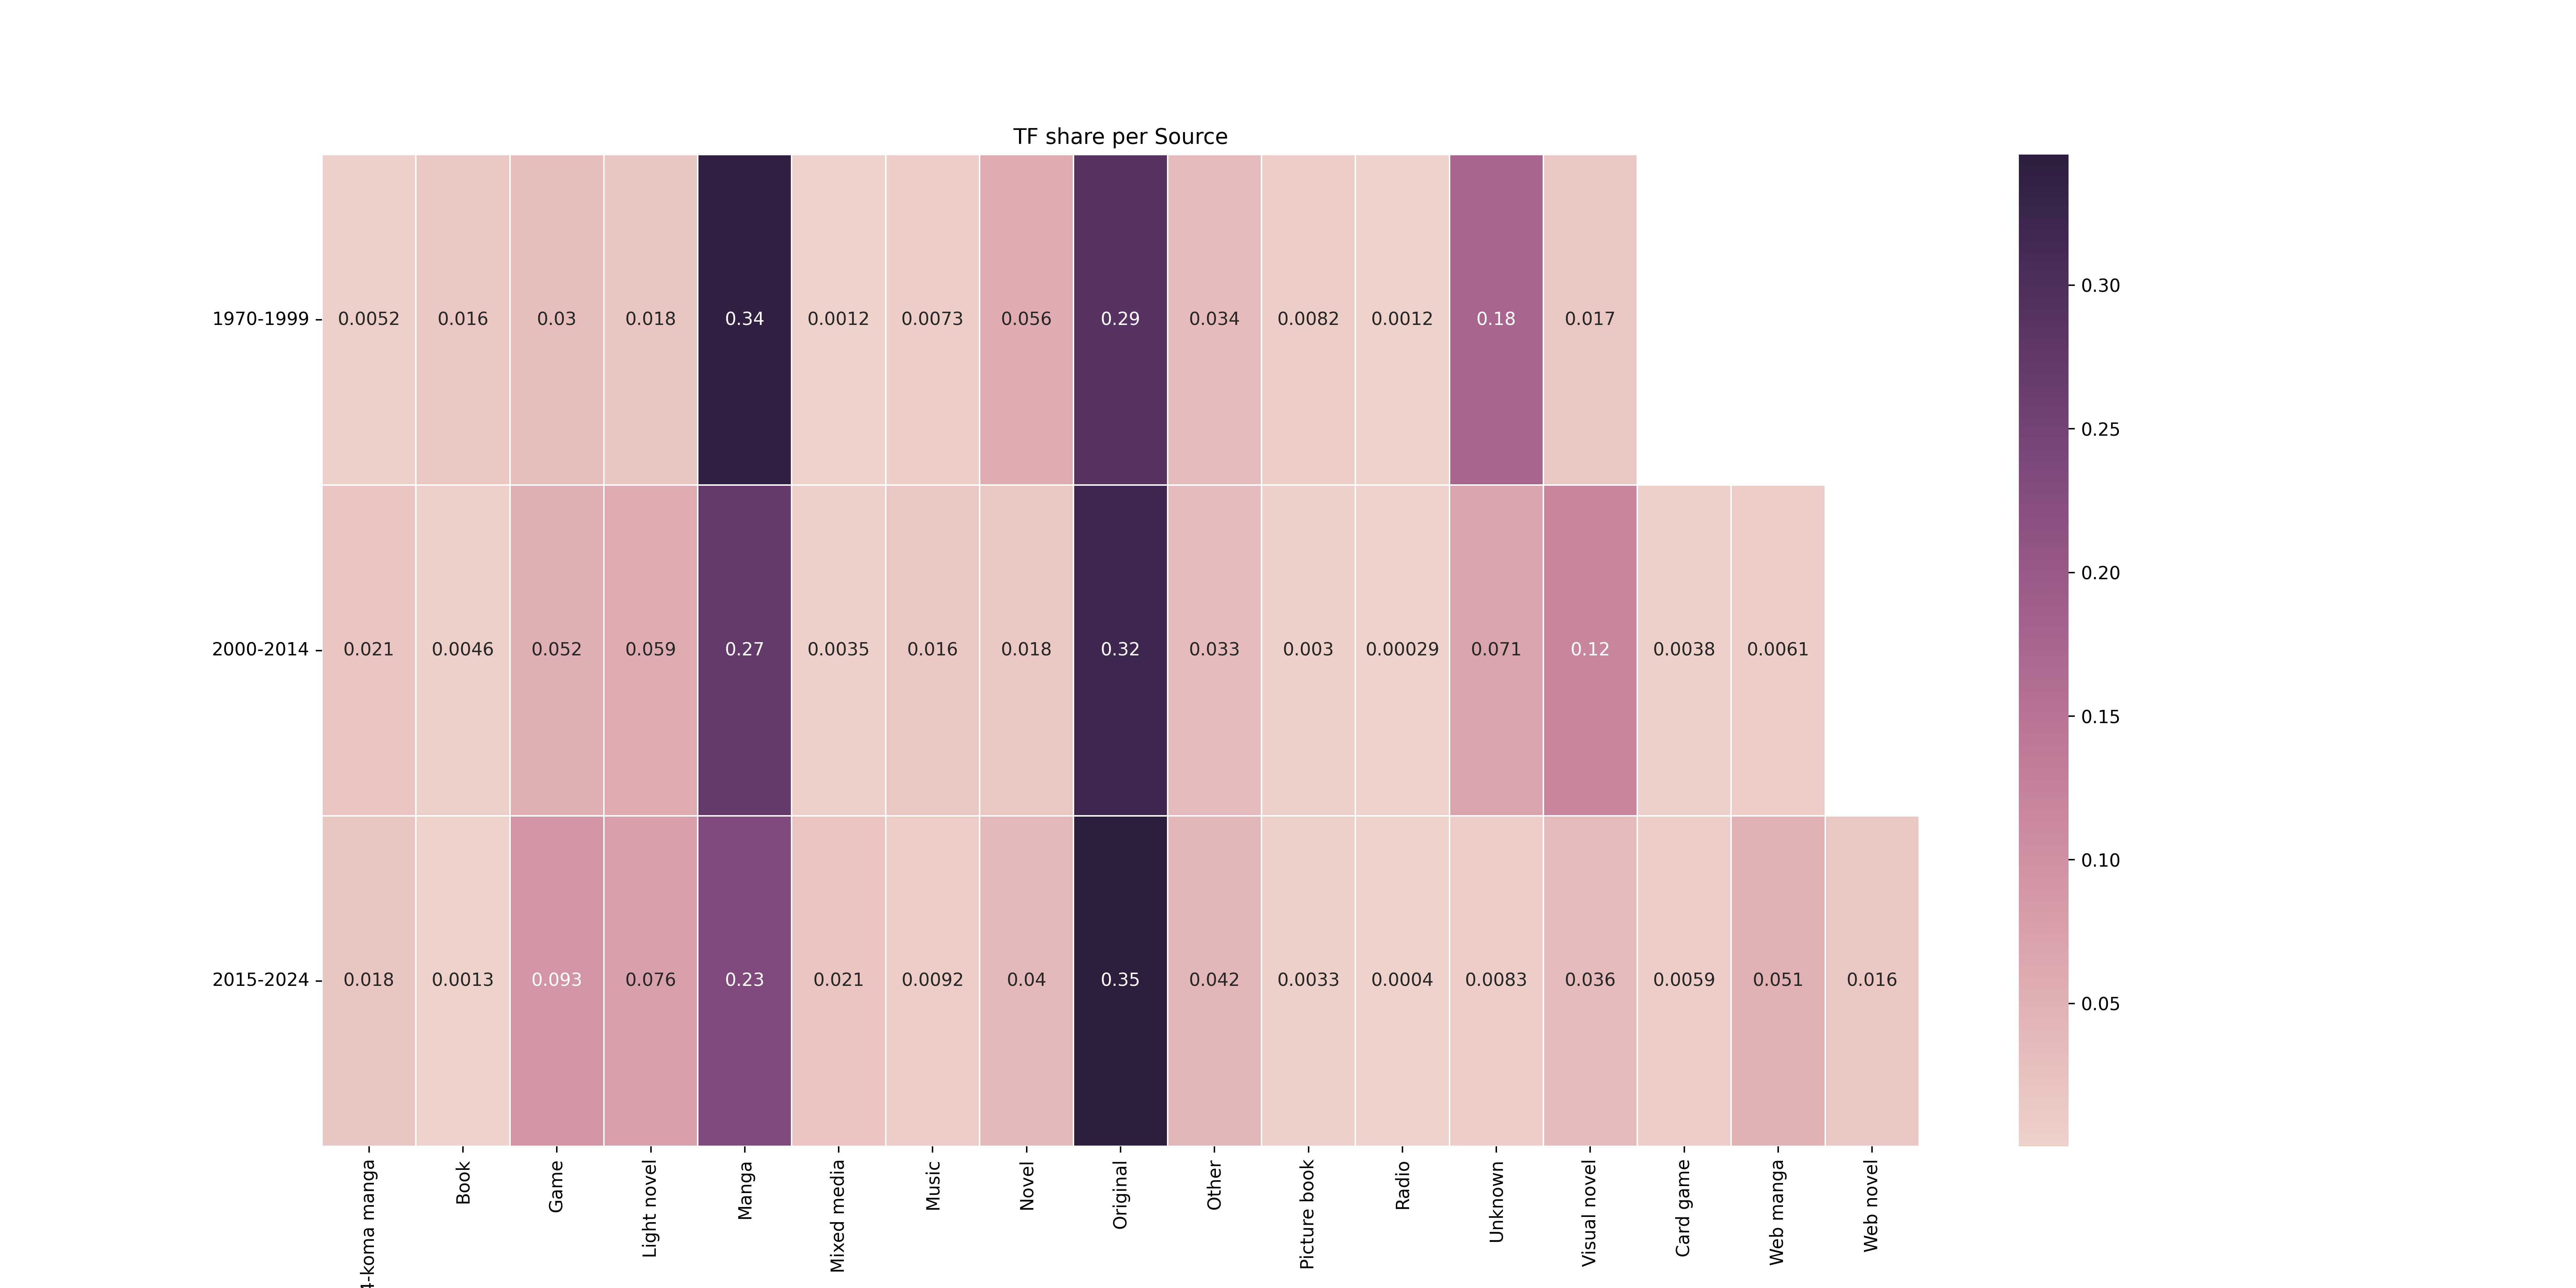 TF share per Source
1970-1999 0.0052 0.016 0.03 0.018 0.34 0.0012 0.0073 0.056 0.29 0.034 0.0082 0.0012 0.18 0.017
2000-2014 0.021 0.0046 0.052 0.059 0.27 0.0035 0.016 0.018 0.32 0.033 0.003 0.00029 0.071 0.12 0.0038 0.0061
2015-2024 0.018 0.0013 0.093 0.076 0.23 0.021 0.0092 0.04 0.35 0.042 0.0033 0.0004 0.0083 0.036 0.0059 0.051 0.016
4-koma manga
Book
Game
Light novel
Manga
Mixed media
Music
Novel
Original
Other
Picture book
Radio
Unknown
Visual novel
Card game
Web manga
Web novel
0.30
0.25
0.20
0.15
0.10
0.05